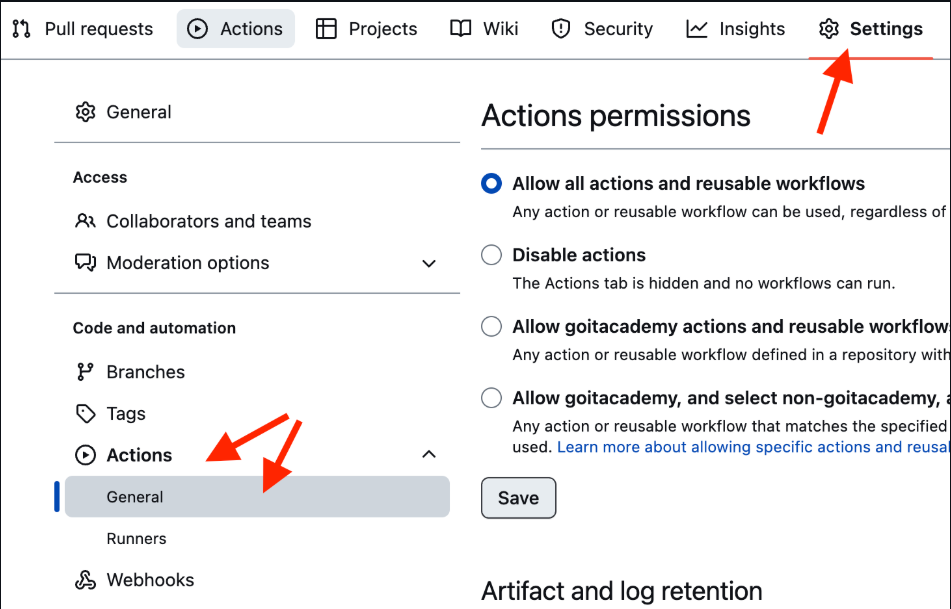 Pull requests Actions Projects Wiki Security Insights Settings
General
Access
Collaborators and teams
Moderation options
Code and automation
Branches
Tags
Actions
General
Runners
Webhooks
Actions permissions
Allow all actions and reusable workflows
Any action or reusable workflow can be used, regardless of
Disable actions
The Actions tab is hidden and no workflows can run.
Allow goitacademy actions and reusable workflows
Any action or reusable workflow defined in a repository with
Allow goitacademy, and select non-goitacademy, a
Any action or reusable workflow that matches the specified
used. Learn more about allowing specific actions and reusa
Save
Artifact and log retention